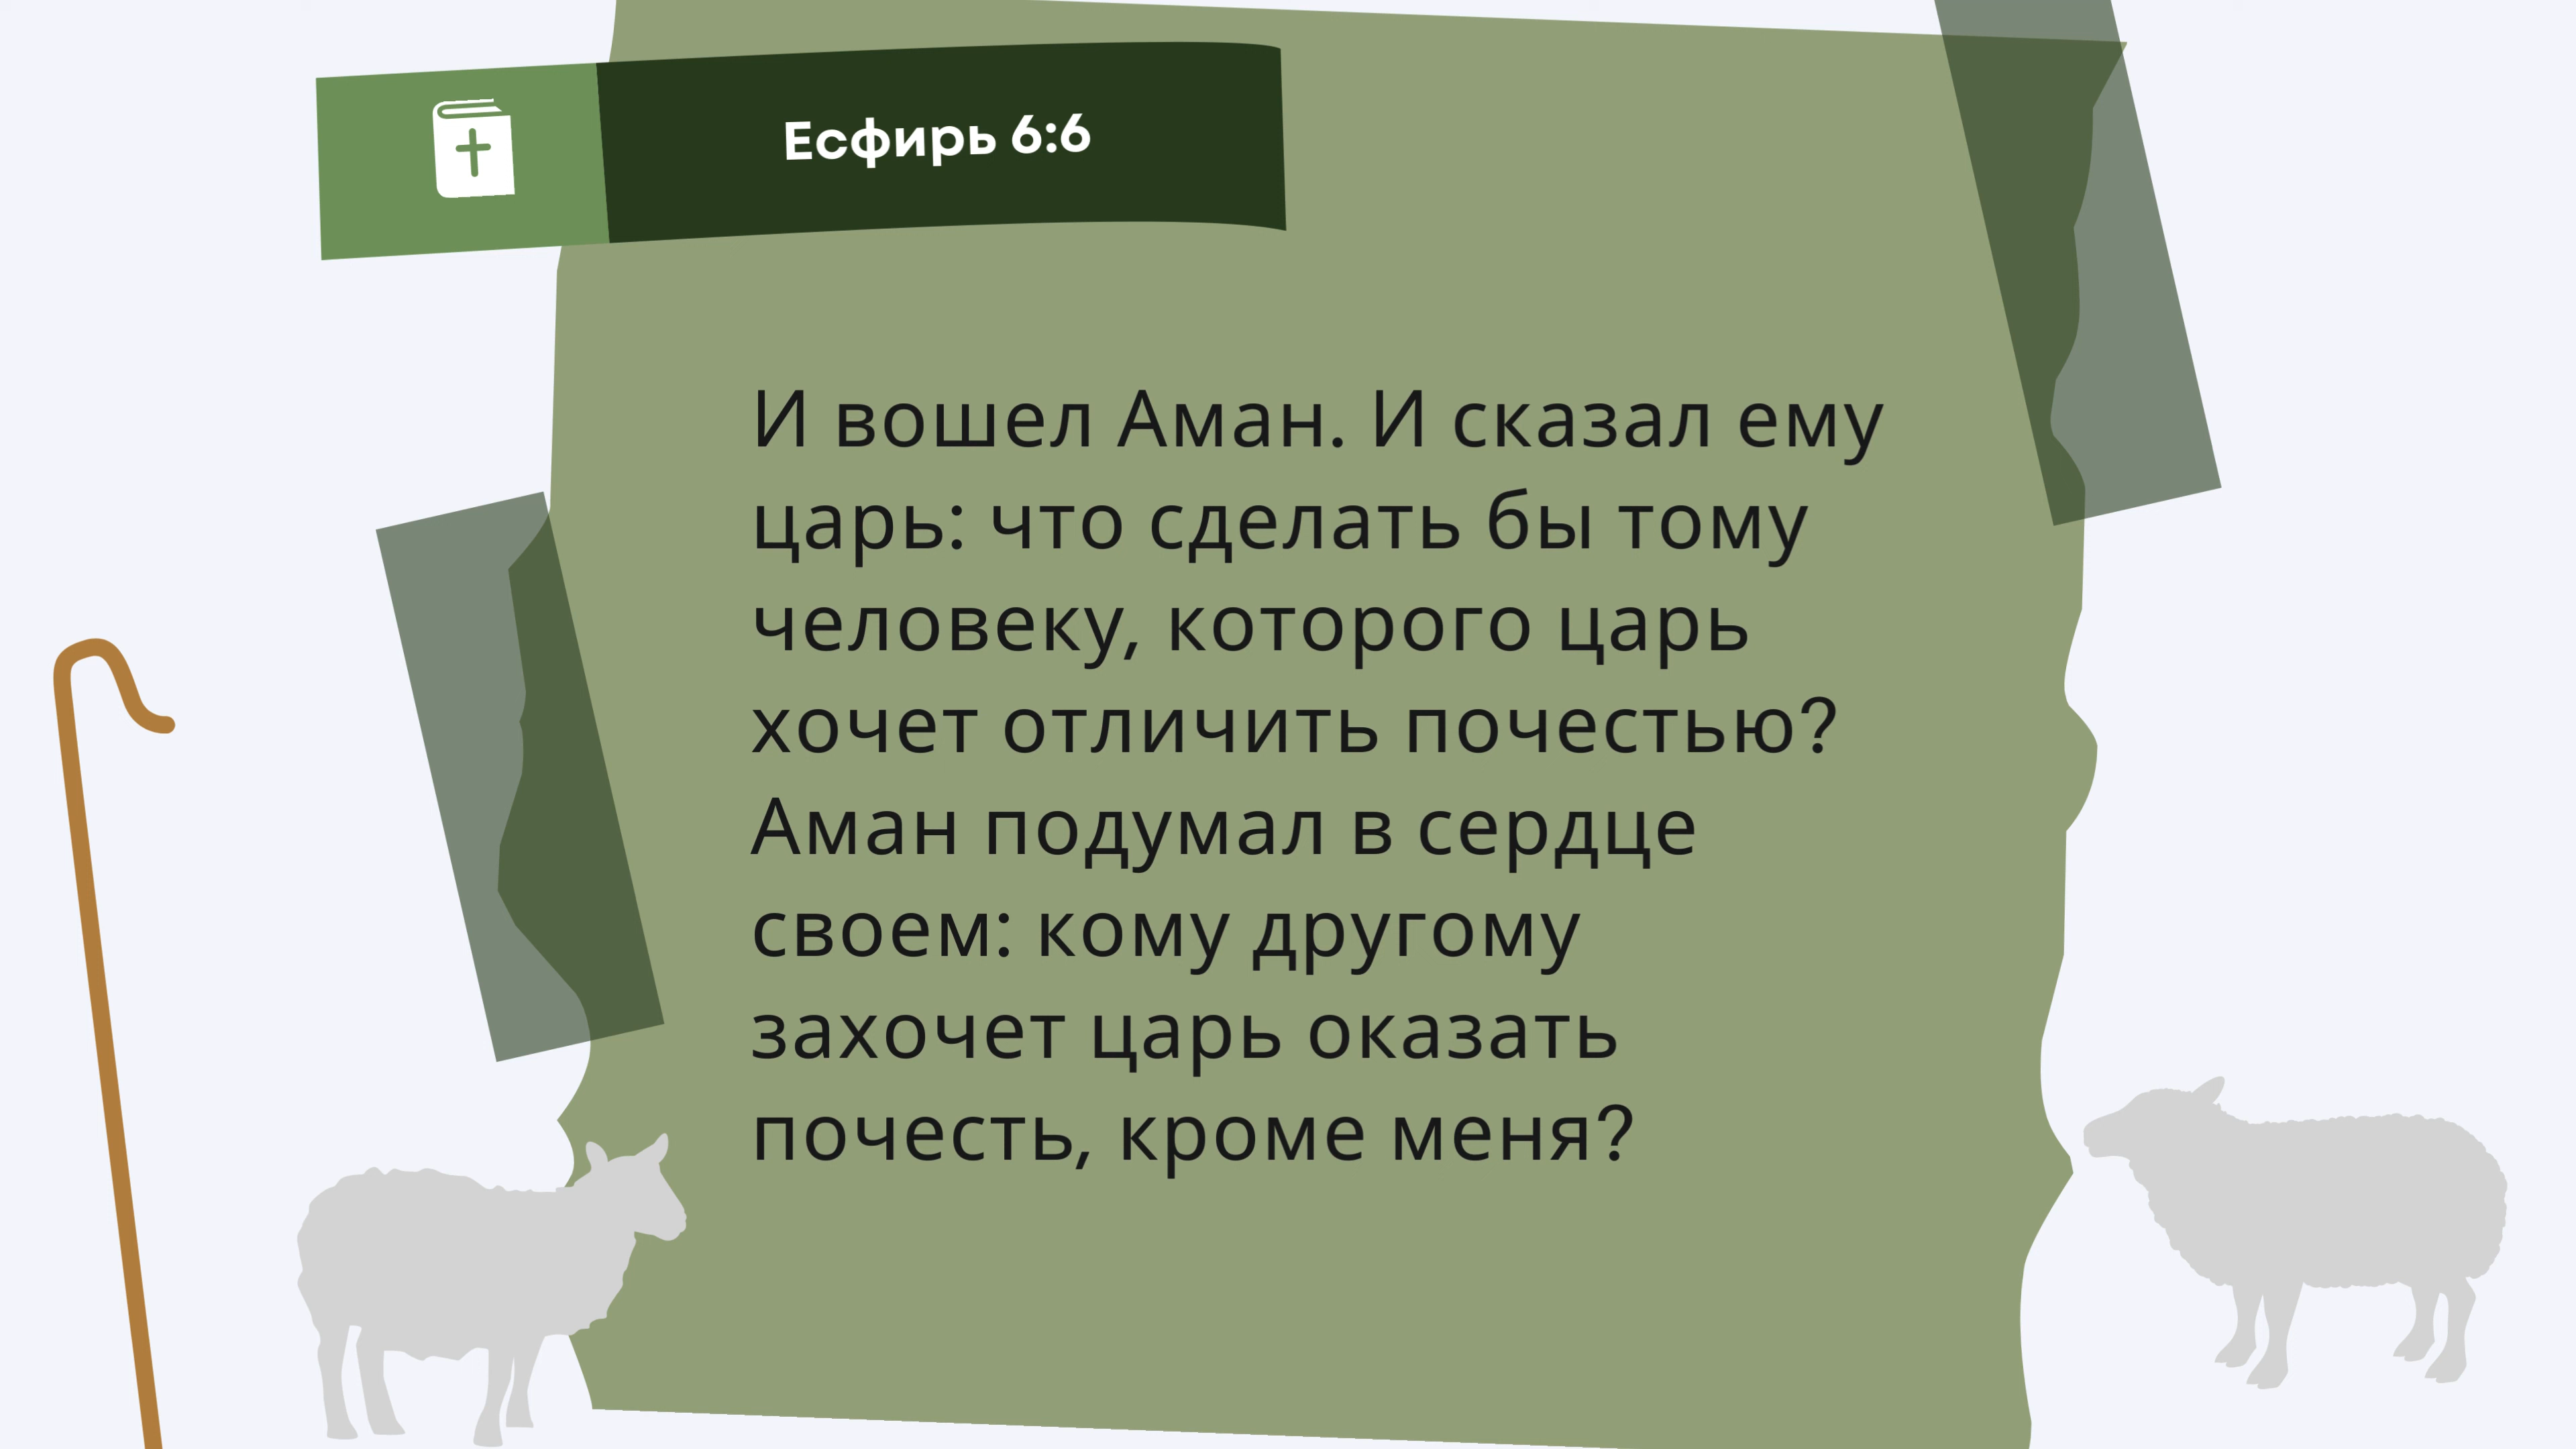 Есфирь 6:6
И вошел Аман. И сказал ему
царь: что сделать бы тому
человеку, которого царь
хочет отличить почестью?
Аман подумал в сердце
своем: кому другому
захочет царь оказать
почесть, кроме меня?